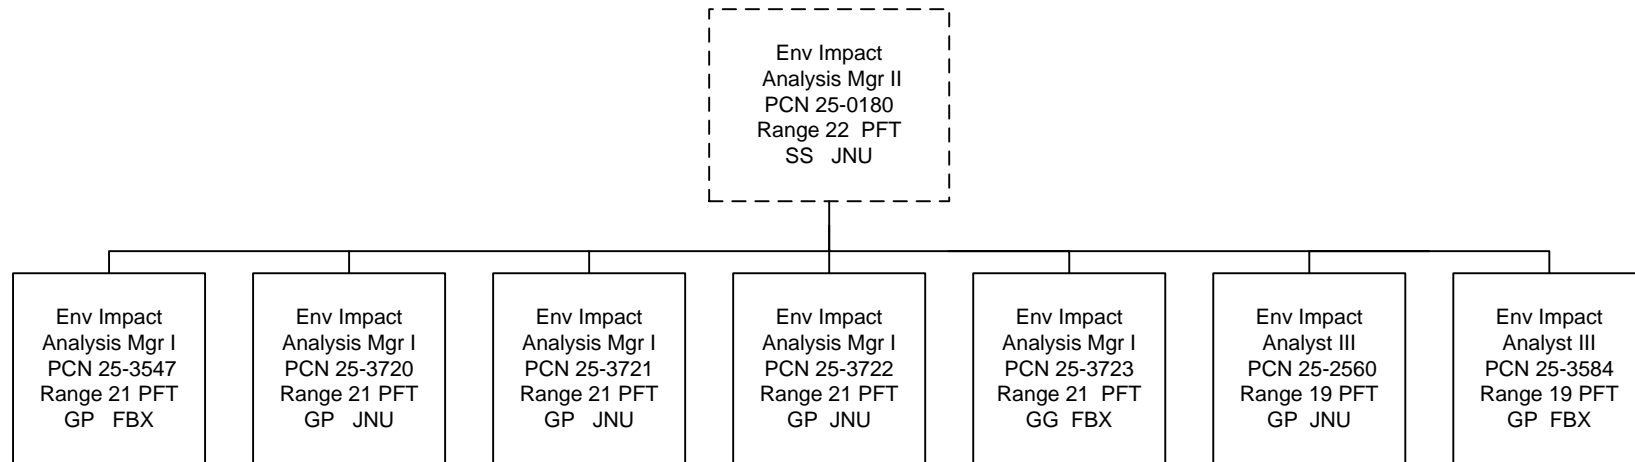 Env Impact
Analysis Mgr II
PCN 25-0180
Range 22 PFT
SS JNU
Env Impact
Analysis Mgr I
PCN 25-3547
Range 21 PFT
GP FBX
Env Impact
Analysis Mgr I
PCN 25-3720
Range 21 PFT
GP JNU
Env Impact
Analysis Mgr I
PCN 25-3721
Range 21 PFT
GP JNU
Env Impact
Analysis Mgr I
PCN 25-3722
Range 21 PFT
GP JNU
Env Impact
Analysis Mgr I
PCN 25-3723
Range 21 PFT
GG FBX
Env Impact
Analyst III
PCN 25-2560
Range 19 PFT
GP JNU
Env Impact
Analyst III
PCN 25-3584
Range 19 PFT
GP FBX